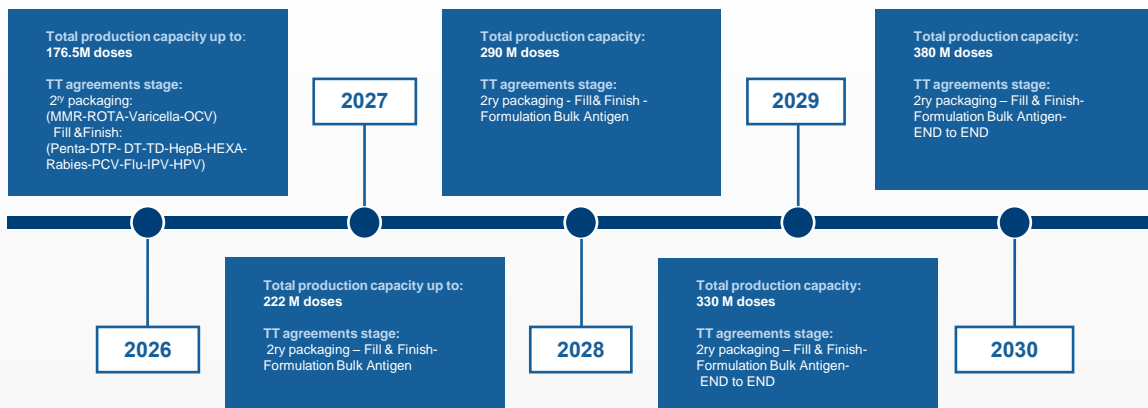 Total production capacity up to:
176.5M doses
TT agreements stage:
2ry packaging:
(MMR-ROTA-Varicella-OCV)
Fill &Finish:
(Penta-DTP- DT-TD-HepB-HEXA-
Rabies-PCV-Flu-IPV-HPV)
2026
2027
Total production capacity up to:
222 M doses
TT agreements stage:
2ry packaging – Fill & Finish-
Formulation Bulk Antigen
Total production capacity:
290 M doses
TT agreements stage:
2ry packaging - Fill& Finish -
Formulation Bulk Antigen
2028
2029
Total production capacity:
330 M doses
TT agreements stage:
2ry packaging – Fill & Finish-
Formulation Bulk Antigen-
END to END
Total production capacity:
380 M doses
TT agreements stage:
2ry packaging – Fill & Finish-
Formulation Bulk Antigen-
END to END
2030